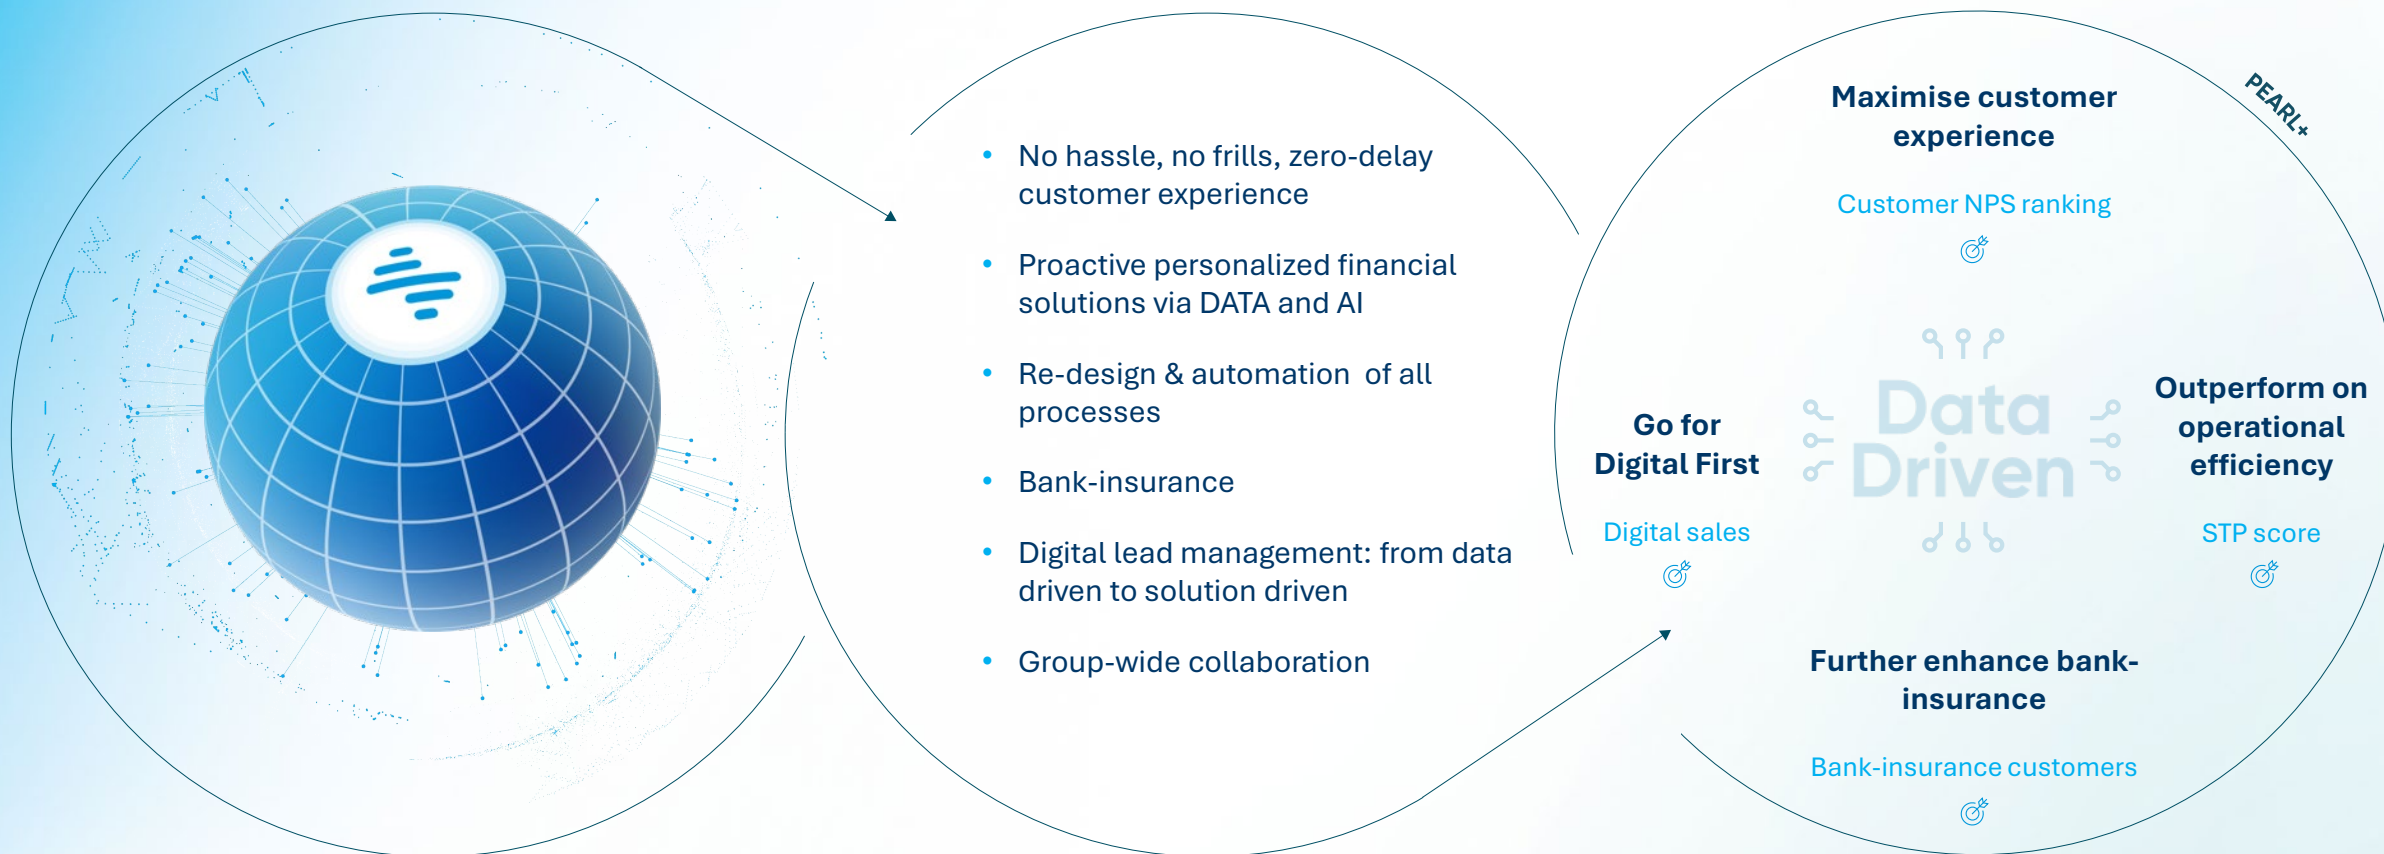 • No hassle, no frills, zero-delay
customer experience
• Proactive personalized financial
solutions via DATA and AI
• Re-design & automation  of all
processes
• Bank-insurance
• Digital lead management: from data
driven to solution driven
• Group-wide collaboration
PEARL+
Maximise customer
experience
Customer NPS ranking
Go for
Digital First
Digital sales
Data
Driven
Outperform on
operational
efficiency
STP score
Further enhance bank-
insurance
Bank-insurance customers